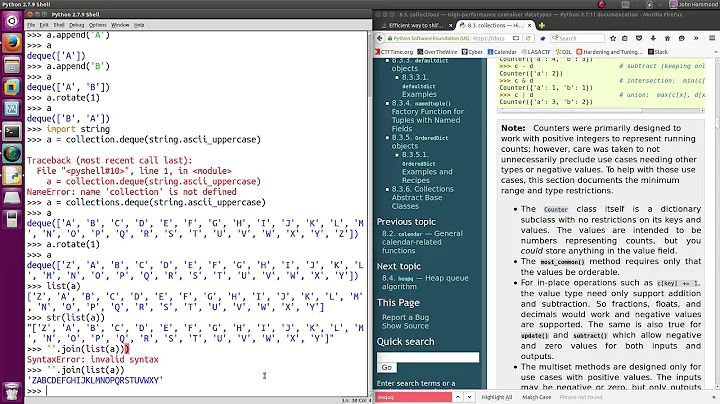 Python 2.7.9 Shell
John Hammond
Python 2.7.9 Shell
8.3. collections — High-performance container datatypes — Python 2.7.11 documentation - Mozilla Firefox
File Edit Shell Debug Options Window Help
>>> a.append('A')
>>> a
deque(['A'])
>>> a.append('B')
>>> a
deque(['A', 'B'])
>>> a.rotate(1)
>>> a
deque(['B', 'A'])
>>> import string
>>> a = collection.deque(string.ascii_uppercase)
Traceback (most recent call last):
File "<pyshell#10>", line 1, in <module>
a = collection.deque(string.ascii_uppercase)
NameError: name 'collection' is not defined
>>> a = collections.deque(string.ascii_uppercase)
>>> a
deque(['A', 'B', 'C', 'D', 'E', 'F', 'G', 'H', 'I', 'J', 'K', 'L', 'M
', 'N', 'O', 'P', 'Q', 'R', 'S', 'T', 'U', 'V', 'W', 'X', 'Y', 'Z'])
>>> a.rotate(1)
>>> a
deque(['Z', 'A', 'B', 'C', 'D', 'E', 'F', 'G', 'H', 'I', 'J', 'K', 'L
', 'M', 'N', 'O', 'P', 'Q', 'R', 'S', 'T', 'U', 'V', 'W', 'X', 'Y'])
>>> list(a)
['Z', 'A', 'B', 'C', 'D', 'E', 'F', 'G', 'H', 'I', 'J', 'K', 'L', 'M
', 'N', 'O', 'P', 'Q', 'R', 'S', 'T', 'U', 'V', 'W', 'X', 'Y']
>>> str(list(a))
"['Z', 'A', 'B', 'C', 'D', 'E', 'F', 'G', 'H', 'I', 'J', 'K', 'L', 'M
', 'N', 'O', 'P', 'Q', 'R', 'S', 'T', 'U', 'V', 'W', 'X', 'Y']"
>>> ''.join(list(a)))
SyntaxError: invalid syntax
>>> ''.join(list(a))
'ZABCDEFGHIJKLMNOPQRSTUVWXY'
>>>
Ln: 38 Col: 4
Efficient way to shif...
8.3. collections — Hi...
Python Software Foundation (US)
https://docs
Search
CTFTime.org
OverTheWire
Cyber
Calendar
LASACTF
D2L
Hardening and Tuning...
Slack
8.3.3. defaultdict
objects
8.3.3.1.
defaultdict
Examples
8.3.4. namedtuple()
Factory Function
for Tuples with
Named Fields
8.3.5.
OrderedDict
objects
8.3.5.1.
OrderedDict
Examples and
Recipes
8.3.6. Collections
Abstract Base
Classes
Previous topic
8.2. calendar — General
calendar-related
functions
Next topic
8.4. heapq — Heap queue
algorithm
This Page
Report a Bug
Show Source
Quick search
Go
Enter search terms or a
Counter({'a': 4, 'b': 3})
>>> c - d # subtract (keeping only
Counter({'a': 2})
>>> c & d # intersection: min(c[
Counter({'a': 1, 'b': 1})
>>> c | d # union: max(c[x], d[x
Counter({'a': 3, 'b': 2})
Note: Counters were primarily designed to
work with positive integers to represent running
counts; however, care was taken to not
unnecessarily preclude use cases needing other
types or negative values. To help with those use
cases, this section documents the minimum
range and type restrictions.
• The Counter class itself is a dictionary
subclass with no restrictions on its keys and
values. The values are intended to be
numbers representing counts, but you
could store anything in the value field.
• The most_common() method requires only that
the values be orderable.
• For in-place operations such as c[key] += 1,
the value type need only support addition
and subtraction. So fractions, floats, and
decimals would work and negative values
are supported. The same is also true for
update() and subtract() which allow negative
and zero values for both inputs and
outputs.
• The multiset methods are designed only for
use cases with positive values. The inputs
may be negative or zero, but only outputs
dequq
Highlight All
Match Case
Phrase not found